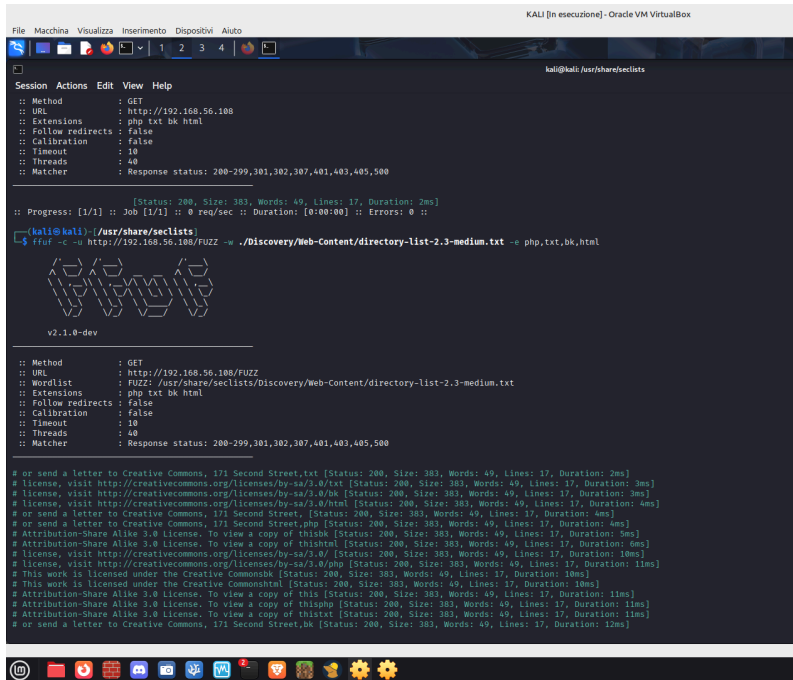 KALI [In esecuzione] - Oracle VM VirtualBox
File Macchina Visualizza Inserimento Dispositivi Aiuto
1 2 3 4
kali@kali: /usr/share/seclists
Session Actions Edit View Help
:: Method : GET
:: URL : http://192.168.56.108
:: Extensions : php txt bk html
:: Follow redirects : false
:: Calibration : false
:: Timeout : 10
:: Threads : 40
:: Matcher : Response status: 200-299,301,302,307,401,403,405,500
[Status: 200, Size: 383, Words: 49, Lines: 17, Duration: 2ms]
:: Progress: [1/1] :: Job [1/1] :: 0 req/sec :: Duration: [0:00:00] :: Errors: 0 ::
(kali㉿kali)-[/usr/share/seclists]
$ ffuf -c -u http://192.168.56.108/FUZZ -w ./Discovery/Web-Content/directory-list-2.3-medium.txt -e php,txt,bk,html
v2.1.0-dev
:: Method : GET
:: URL : http://192.168.56.108/FUZZ
:: Wordlist : FUZZ: /usr/share/seclists/Discovery/Web-Content/directory-list-2.3-medium.txt
:: Extensions : php txt bk html
:: Follow redirects : false
:: Calibration : false
:: Timeout : 10
:: Threads : 40
:: Matcher : Response status: 200-299,301,302,307,401,403,405,500
# or send a letter to Creative Commons, 171 Second Street,txt [Status: 200, Size: 383, Words: 49, Lines: 17, Duration: 2ms]
# license, visit http://creativecommons.org/licenses/by-sa/3.0/txt [Status: 200, Size: 383, Words: 49, Lines: 17, Duration: 3ms]
# license, visit http://creativecommons.org/licenses/by-sa/3.0/bk [Status: 200, Size: 383, Words: 49, Lines: 17, Duration: 3ms]
# license, visit http://creativecommons.org/licenses/by-sa/3.0/html [Status: 200, Size: 383, Words: 49, Lines: 17, Duration: 4ms]
# or send a letter to Creative Commons, 171 Second Street, [Status: 200, Size: 383, Words: 49, Lines: 17, Duration: 4ms]
# or send a letter to Creative Commons, 171 Second Street,php [Status: 200, Size: 383, Words: 49, Lines: 17, Duration: 4ms]
# Attribution-Share Alike 3.0 License. To view a copy of thisbk [Status: 200, Size: 383, Words: 49, Lines: 17, Duration: 5ms]
# Attribution-Share Alike 3.0 License. To view a copy of thishtml [Status: 200, Size: 383, Words: 49, Lines: 17, Duration: 6ms]
# license, visit http://creativecommons.org/licenses/by-sa/3.0/ [Status: 200, Size: 383, Words: 49, Lines: 17, Duration: 10ms]
# license, visit http://creativecommons.org/licenses/by-sa/3.0/php [Status: 200, Size: 383, Words: 49, Lines: 17, Duration: 11ms]
# This work is licensed under the Creative Commonsbk [Status: 200, Size: 383, Words: 49, Lines: 17, Duration: 10ms]
# This work is licensed under the Creative Commonshtml [Status: 200, Size: 383, Words: 49, Lines: 17, Duration: 10ms]
# Attribution-Share Alike 3.0 License. To view a copy of this [Status: 200, Size: 383, Words: 49, Lines: 17, Duration: 11ms]
# Attribution-Share Alike 3.0 License. To view a copy of thisphp [Status: 200, Size: 383, Words: 49, Lines: 17, Duration: 11ms]
# Attribution-Share Alike 3.0 License. To view a copy of thistxt [Status: 200, Size: 383, Words: 49, Lines: 17, Duration: 11ms]
# or send a letter to Creative Commons, 171 Second Street,bk [Status: 200, Size: 383, Words: 49, Lines: 17, Duration: 12ms]
2